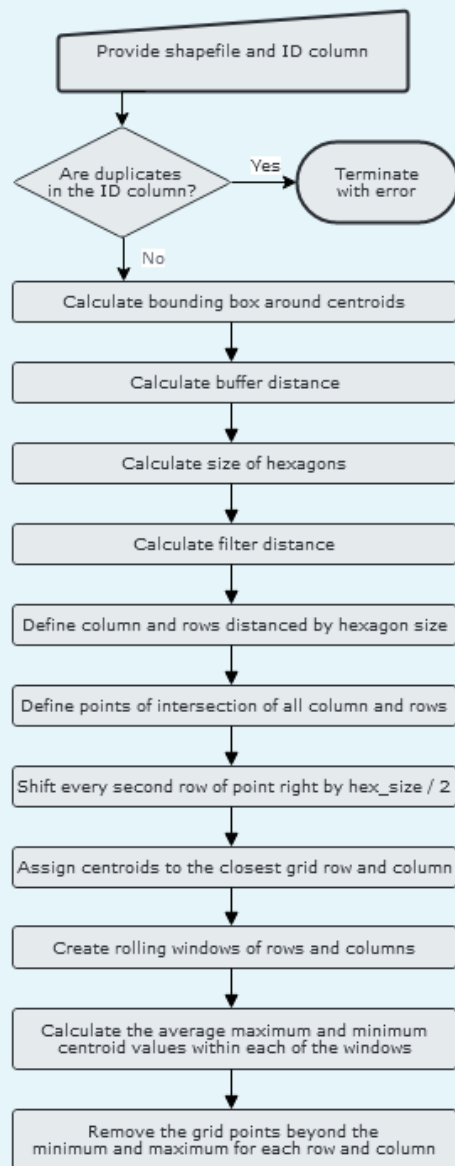 Provide shapefile and ID column
Are duplicates
in the ID column?
Yes
Terminate
with error
No
Calculate bounding box around centroids
Calculate buffer distance
Calculate size of hexagons
Calculate filter distance
Define column and rows distanced by hexagon size
Define points of intersection of all column and rows
Shift every second row of point right by hex_size / 2
Assign centroids to the closest grid row and column
Create rolling windows of rows and columns
Calculate the average maximum and minimum
centroid values within each of the windows
Remove the grid points beyond the
minimum and maximum for each row and column